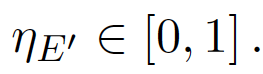 η_{E'} ∈ [0, 1] .